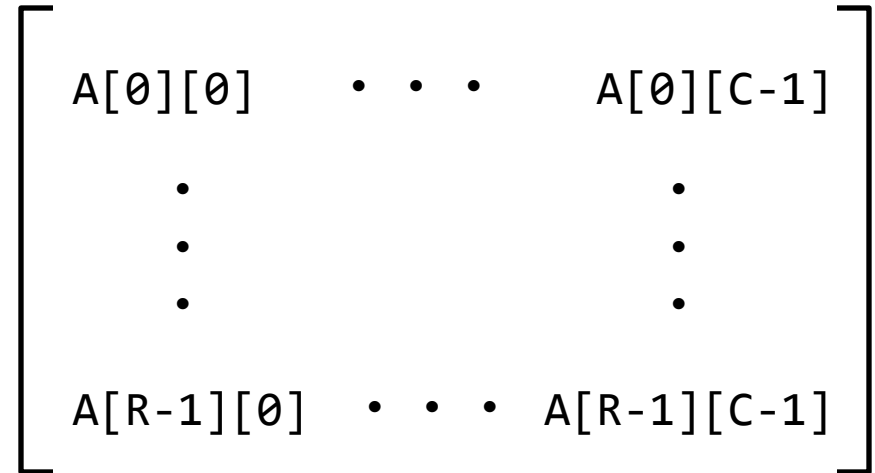 A[0][0] • • • A[0][C-1]
• •
• •
• •
A[R-1][0] • • • A[R-1][C-1]